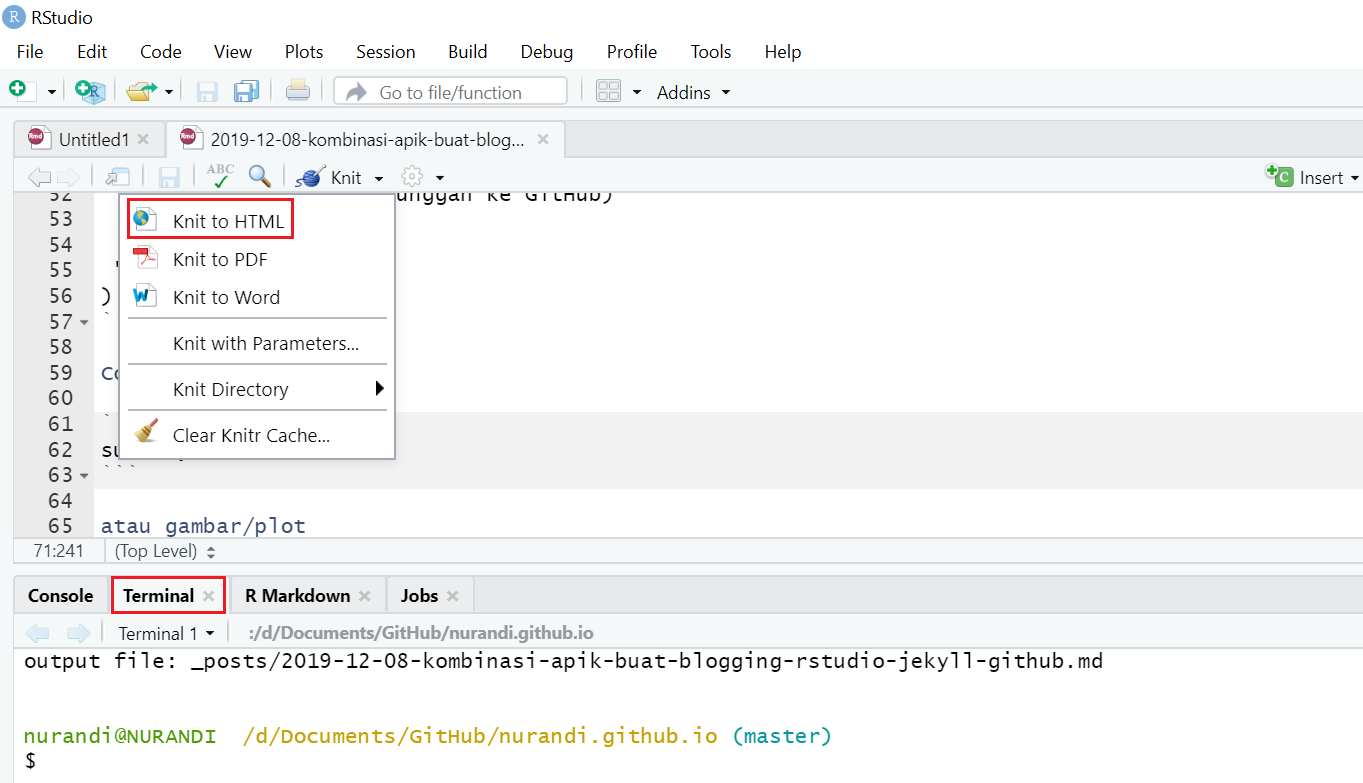 R RStudio
File Edit Code View Plots Session Build Debug Profile Tools Help
Go to file/function Addins
Untitled1 2019-12-08-kombinasi-apik-buat-blog...
ABC Knit Insert
52 unggah ke GitHub)
53
54
55
56 )
57 `
58
59 Co
60
61 `
62 su
63 ```
64
65 atau gambar/plot
Knit to HTML
Knit to PDF
Knit to Word
Knit with Parameters...
Knit Directory
Clear Knitr Cache...
71:241 (Top Level)
Console Terminal R Markdown Jobs
Terminal 1 :/d/Documents/GitHub/nurandi.github.io
output file: _posts/2019-12-08-kombinasi-apik-buat-blogging-rstudio-jekyll-github.md
nurandi@NURANDI /d/Documents/GitHub/nurandi.github.io (master)
$